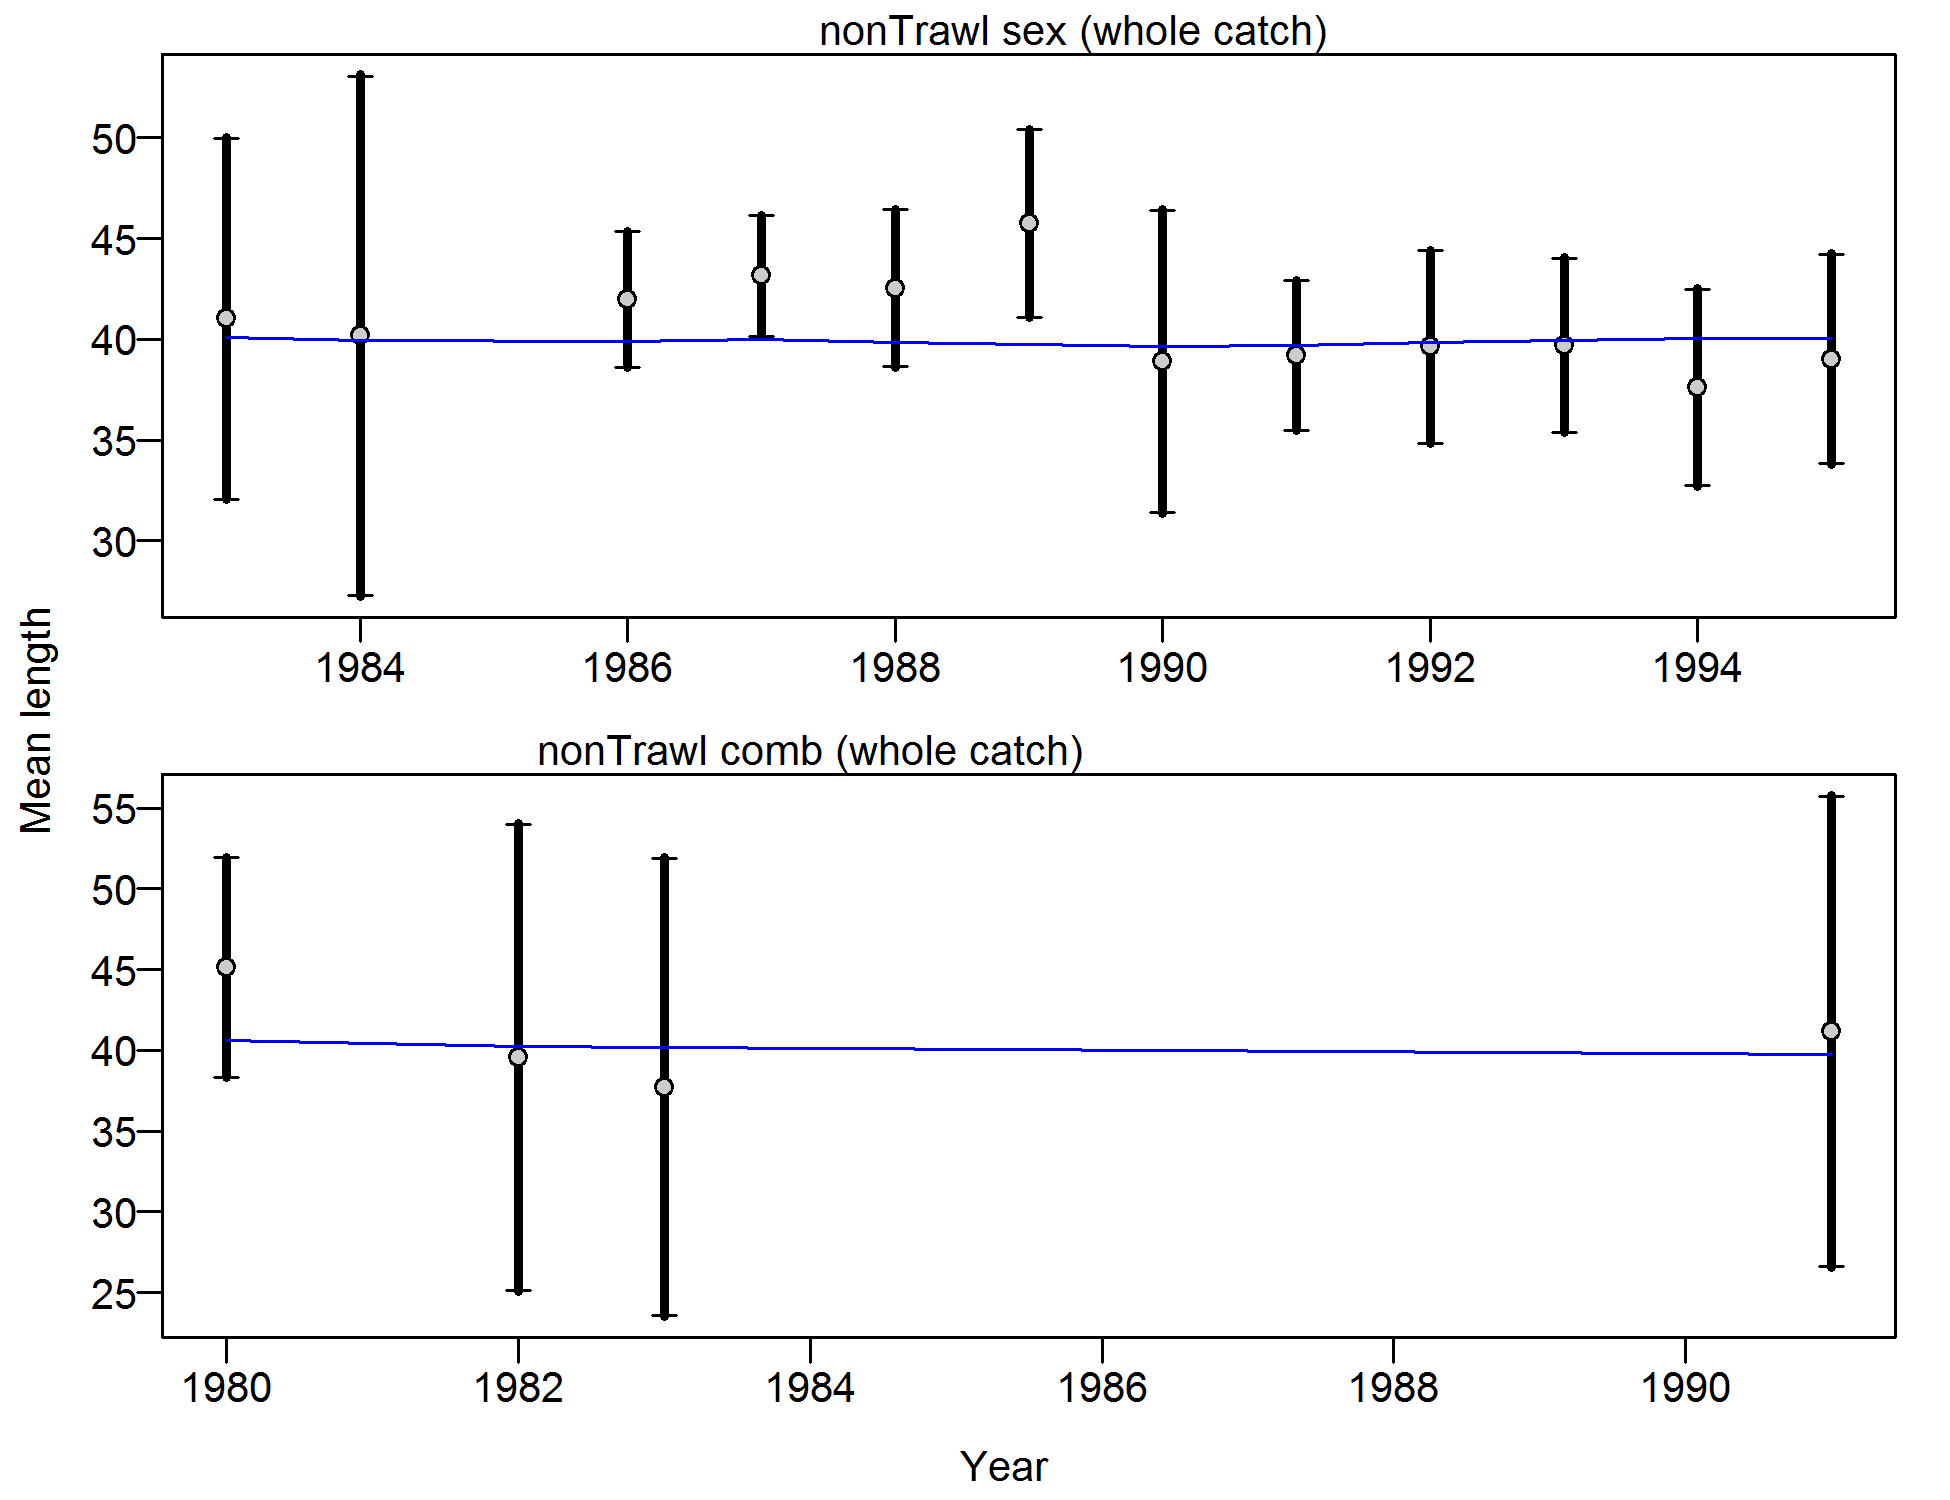 nonTrawl sex (whole catch)
50
45
40
35
30
1984 1986 1988 1990 1992 1994
Mean length
nonTrawl comb (whole catch)
55
50
45
40
35
30
25
1980 1982 1984 1986 1988 1990
Year